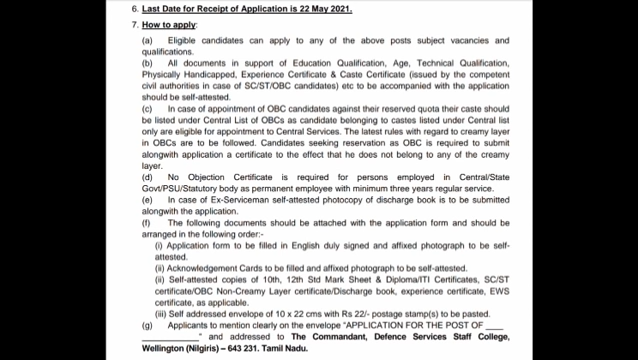 6. Last Date for Receipt of Application is 22 May 2021.
7. How to apply:
(a) Eligible candidates can apply to any of the above posts subject vacancies and
qualifications.
(b) All documents in support of Education Qualification, Age, Technical Qualification,
Physically Handicapped, Experience Certificate & Caste Certificate (issued by the competent
civil authorities in case of SC/ST/OBC candidates) etc to be accompanied with the application
should be self-attested.
(c) In case of appointment of OBC candidates against their reserved quota their caste should
be listed under Central List of OBCs as candidate belonging to castes listed under Central list
only are eligible for appointment to Central Services. The latest rules with regard to creamy layer
in OBCs are to be followed. Candidates seeking reservation as OBC is required to submit
alongwith application a certificate to the effect that he does not belong to any of the creamy
layer.
(d) No Objection Certificate is required for persons employed in Central/State
Govt/PSU/Statutory body as permanent employee with minimum three years regular service.
(e) In case of Ex-Serviceman self-attested photocopy of discharge book is to be submitted
alongwith the application.
(f) The following documents should be attached with the application form and should be
arranged in the following order:-
(i) Application form to be filled in English duly signed and affixed photograph to be self-
attested.
(ii) Acknowledgement Cards to be filled and affixed photograph to be self-attested.
(ii) Self-attested copies of 10th, 12th Std Mark Sheet & Diploma/ITI Certificates, SC/ST
certificate/OBC Non-Creamy Layer certificate/Discharge book, experience certificate, EWS
certificate, as applicable.
(iii) Self addressed envelope of 10 x 22 cms with Rs 22/- postage stamp(s) to be pasted.
(g) Applicants to mention clearly on the envelope "APPLICATION FOR THE POST OF ____
______________" and addressed to The Commandant, Defence Services Staff College,
Wellington (Nilgiris) – 643 231. Tamil Nadu.